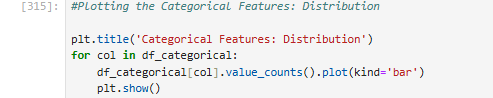 [315]: #Plotting the Categorical Features: Distribution
plt.title('Categorical Features: Distribution')
for col in df_categorical:
    df_categorical[col].value_counts().plot(kind='bar')
    plt.show()